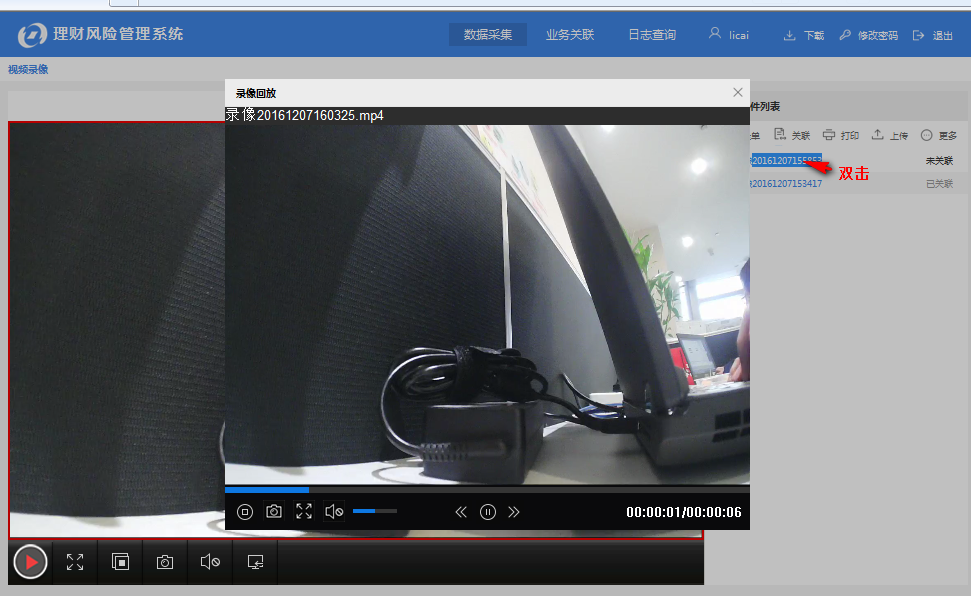 理财风险管理系统
数据采集 业务关联 日志查询 licai 下载 修改密码 退出
视频录像
录像回放
件列表
录像20161207160325.mp4
单 关联 打印 上传 更多
未关联
双击
20161207153417 已关联
00:00:01/00:00:06